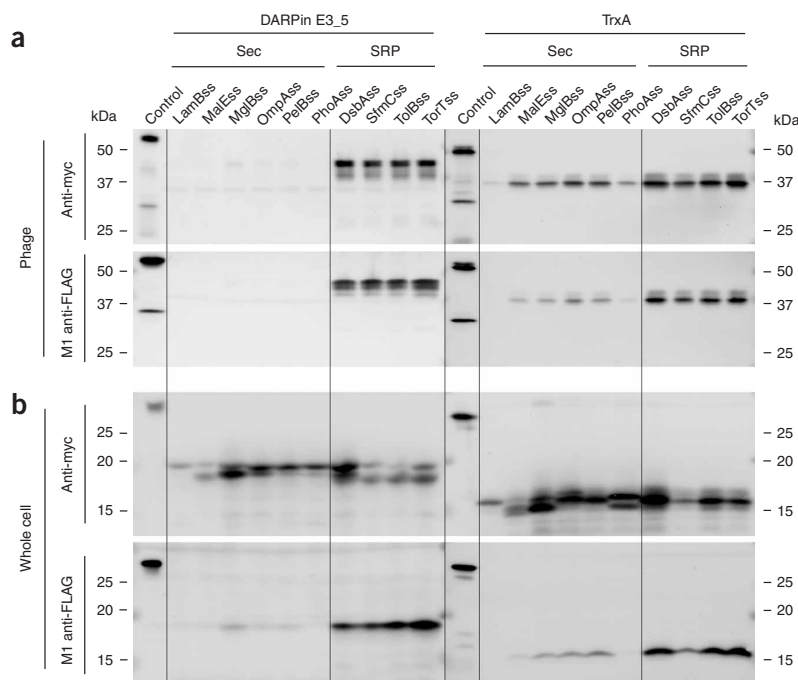 a
DARPin E3_5
TrxA
Sec
SRP
Sec
SRP
kDa
Control
LamBss
MalEss
MglBss
OmpAss
PelBss
PhoAss
DsbAss
SfmCss
TolBss
TorTss
Control
LamBss
MalEss
MglBss
OmpAss
PelBss
PhoAss
DsbAss
SfmCss
TolBss
TorTss
kDa
Phage
Anti-myc
50 –
37 –
25 –
– 50
– 37
– 25
M1 anti-FLAG
50 –
37 –
25 –
– 50
– 37
– 25
b
Whole cell
Anti-myc
25 –
20 –
15 –
– 25
– 20
– 15
M1 anti-FLAG
25 –
20 –
15 –
– 25
– 20
– 15